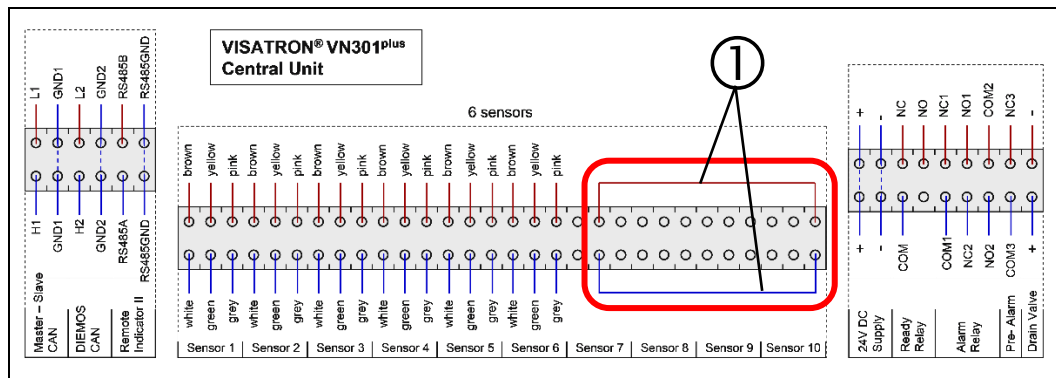 VISATRON® VN301plus
Central Unit
1
6 sensors
L1 GND1 L2 GND2 RS485B RS485GND
H1 GND1 H2 GND2 RS485A RS485GND
Master – Slave
CAN
DIEMOS
CAN
Remote
Indicator II
brown yellow pink brown yellow pink brown yellow pink brown yellow pink brown yellow pink brown yellow pink
white green grey white green grey white green grey white green grey white green grey white green grey
Sensor 1 Sensor 2 Sensor 3 Sensor 4 Sensor 5 Sensor 6 Sensor 7 Sensor 8 Sensor 9 Sensor 10
+ - NC NO NC1 NO1 COM2 NC3 -
+ - COM COM1 NC2 NO2 COM3 +
24V DC
Supply
Ready
Relay
Alarm
Relay
Pre- Alarm
Drain Valve